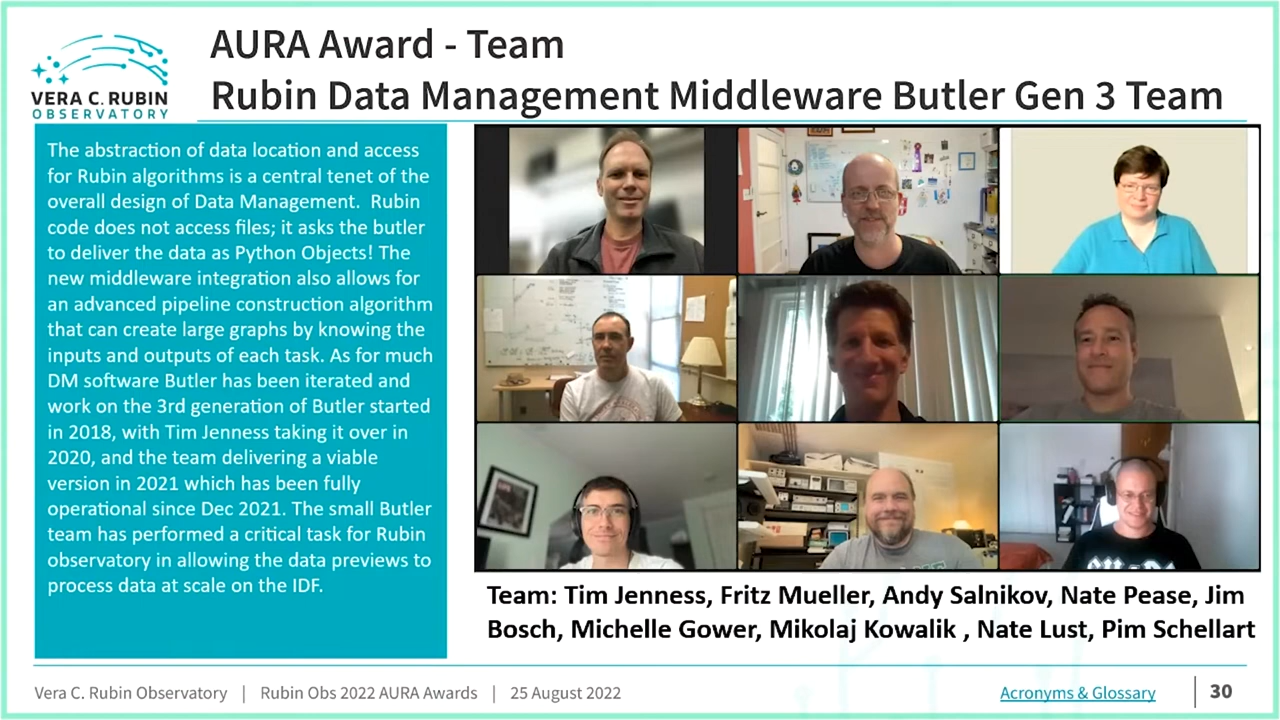 AURA Award - Team
Rubin Data Management Middleware Butler Gen 3 Team
VERA C. RUBIN
OBSERVATORY
The abstraction of data location and access
for Rubin algorithms is a central tenet of the
overall design of Data Management.  Rubin
code does not access files; it asks the butler
to deliver the data as Python Objects! The
new middleware integration also allows for
an advanced pipeline construction algorithm
that can create large graphs by knowing the
inputs and outputs of each task. As for much
DM software Butler has been iterated and
work on the 3rd generation of Butler started
in 2018, with Tim Jenness taking it over in
2020, and the team delivering a viable
version in 2021 which has been fully
operational since Dec 2021. The small Butler
team has performed a critical task for Rubin
observatory in allowing the data previews to
process data at scale on the IDF.
Team: Tim Jenness, Fritz Mueller, Andy Salnikov, Nate Pease, Jim
Bosch, Michelle Gower, Mikolaj Kowalik , Nate Lust, Pim Schellart
Vera C. Rubin Observatory | Rubin Obs 2022 AURA Awards | 25 August 2022
Acronyms & Glossary | 30